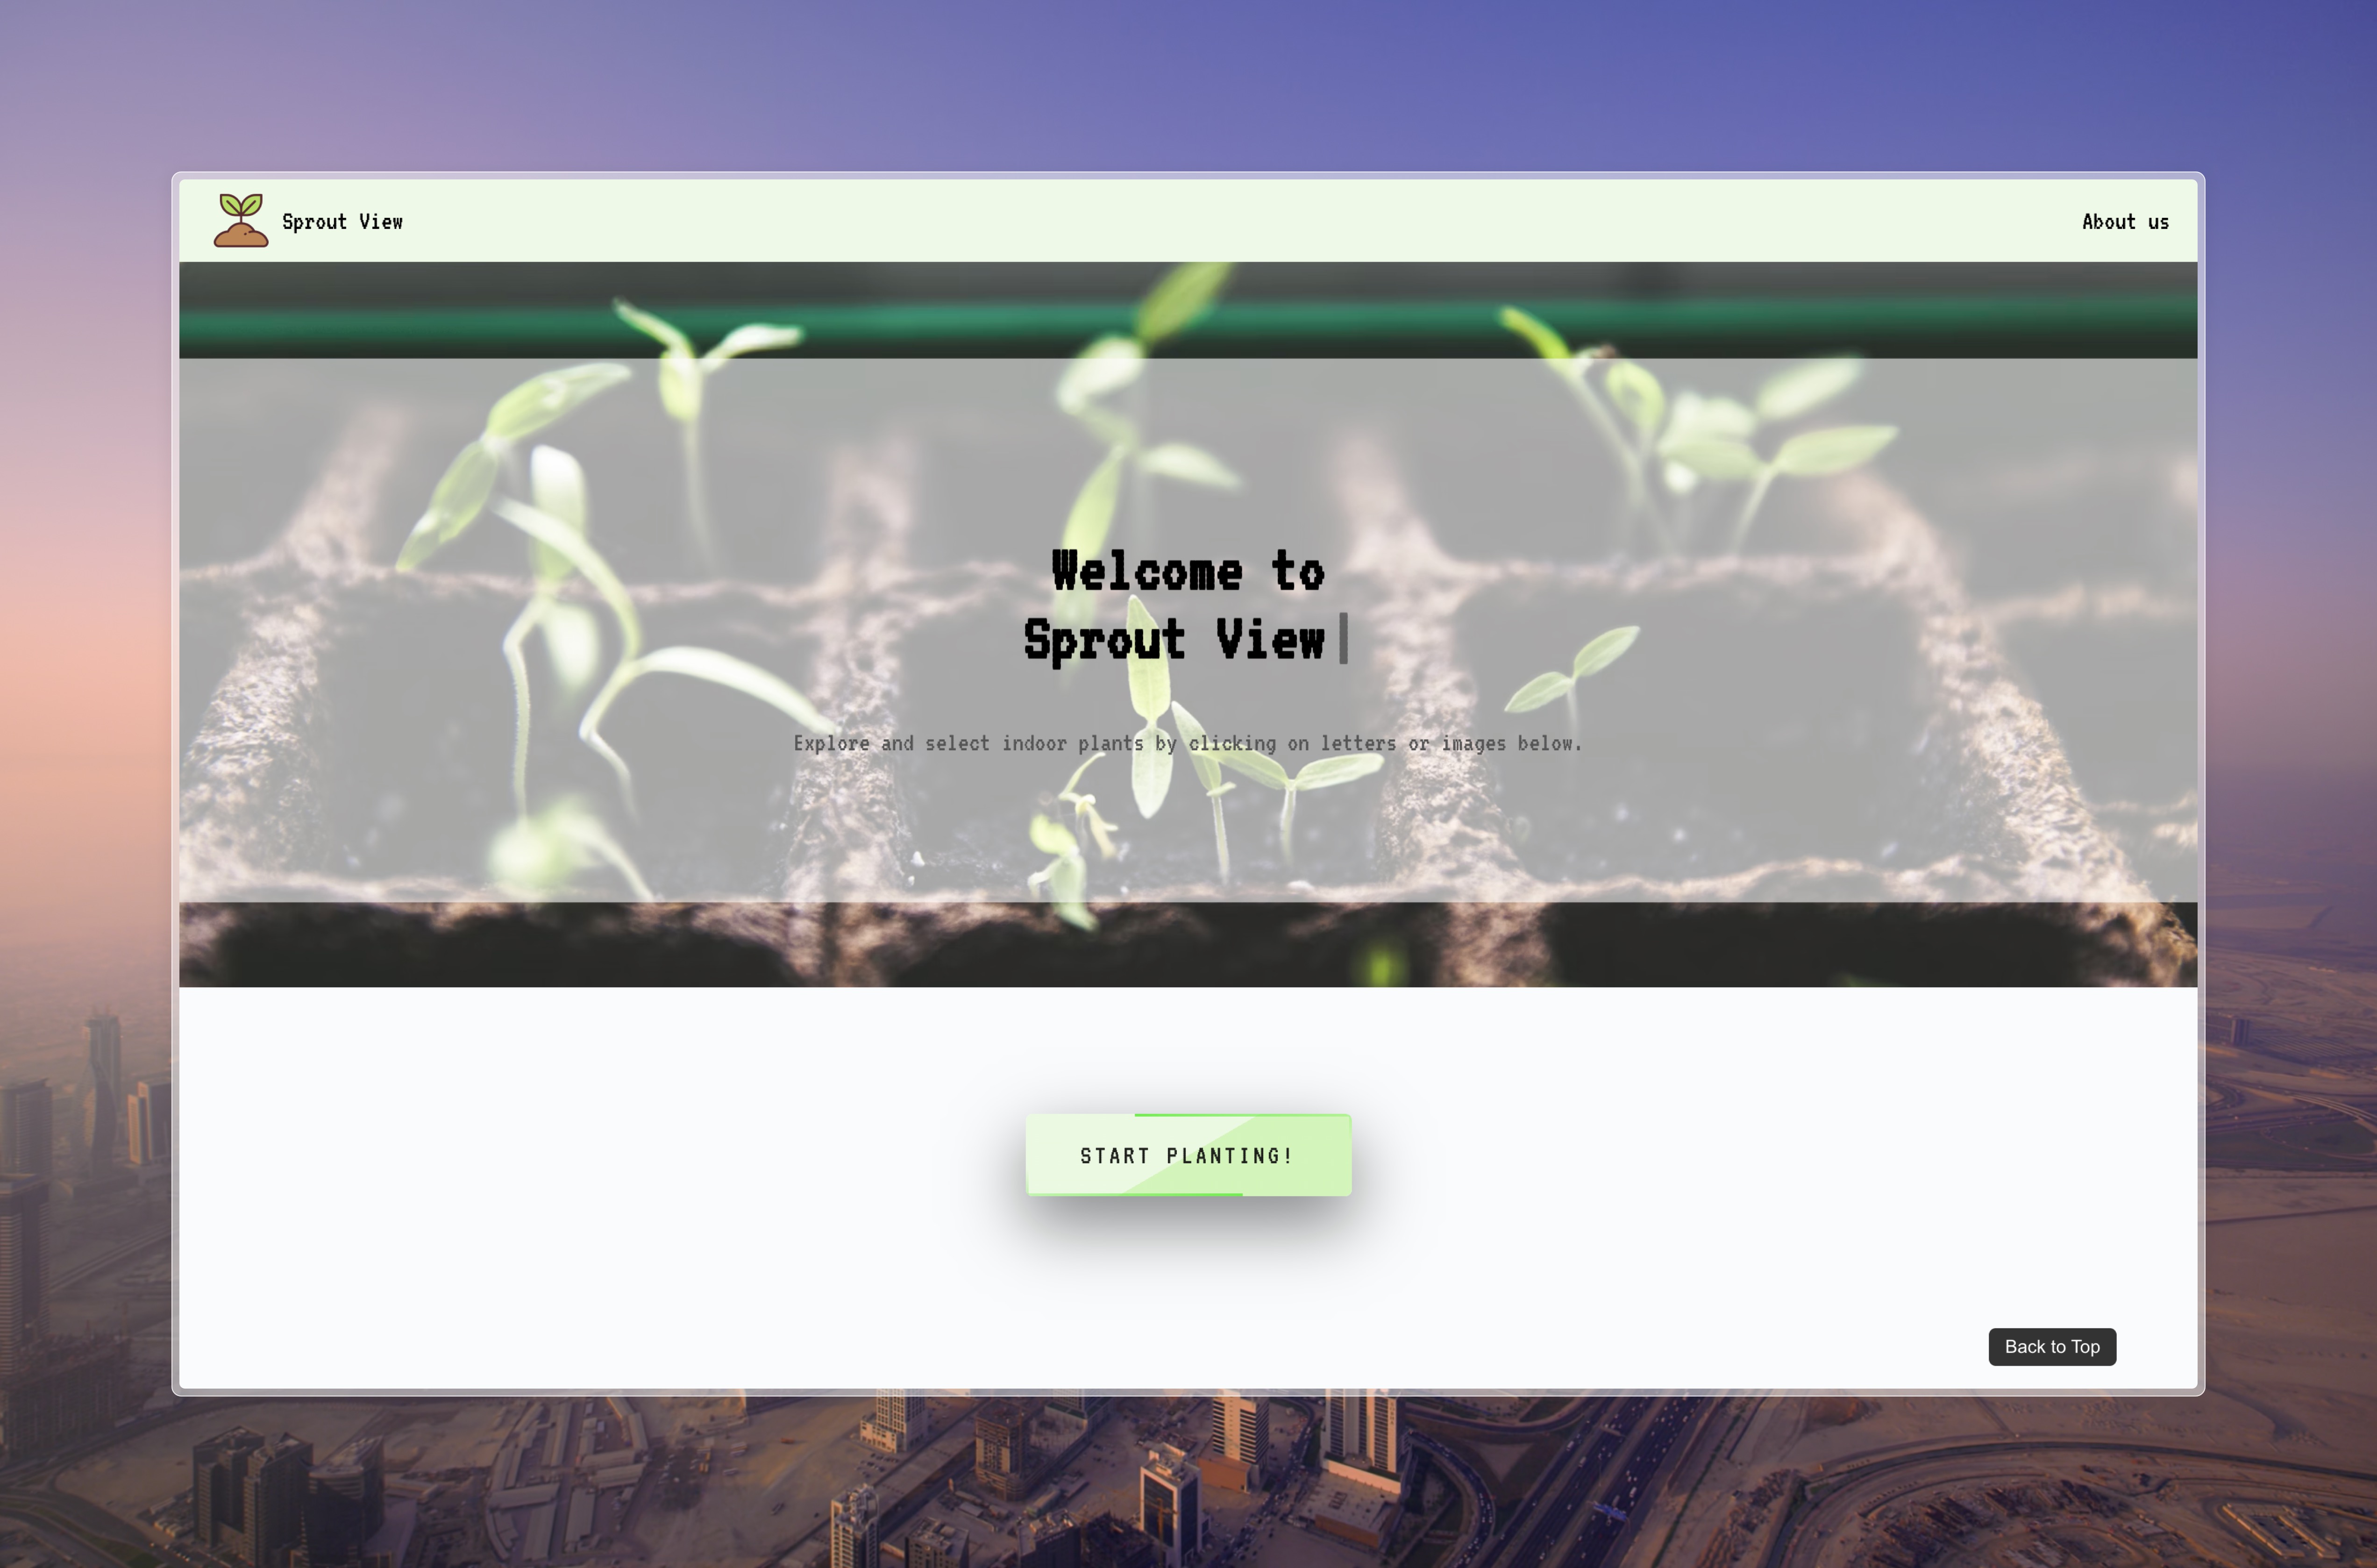 Sprout View
About us
Welcome to
Sprout View
Explore and select indoor plants by clicking on letters or images below.
START PLANTING!
Back to Top